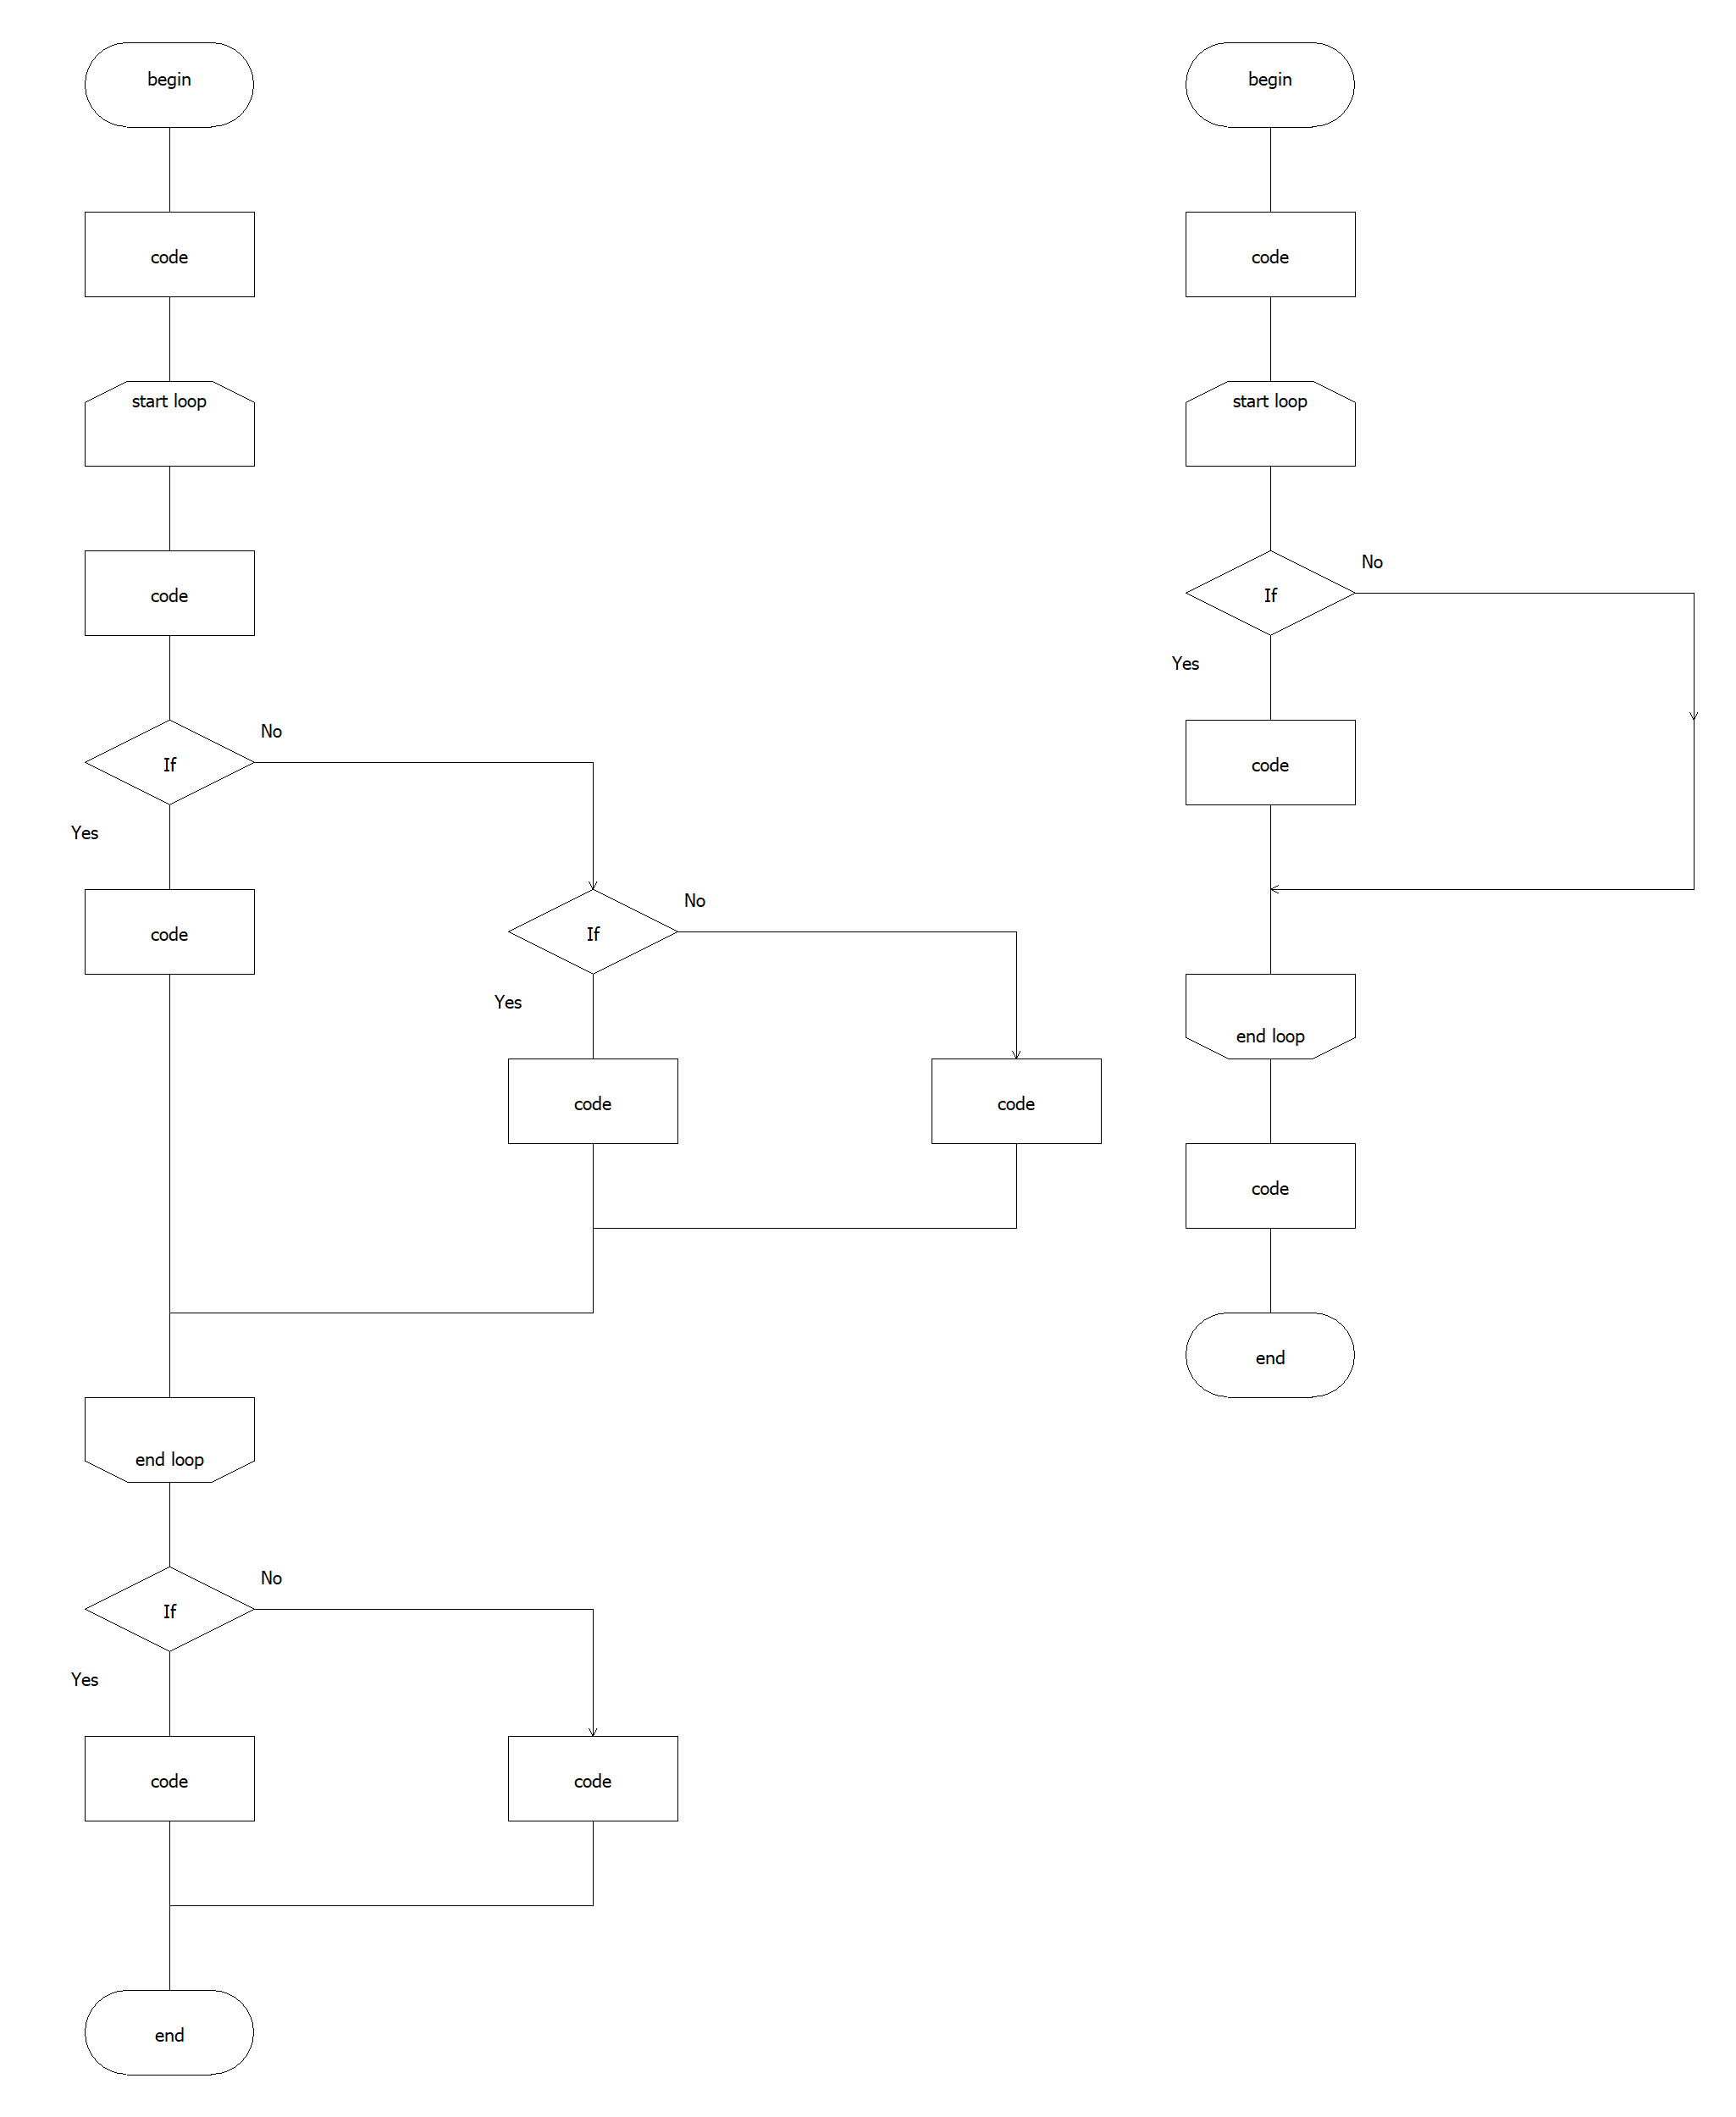 begin
code
start loop
code
If
No
Yes
code
If
No
Yes
code
code
end loop
If
No
Yes
code
code
end
begin
code
start loop
If
No
Yes
code
end loop
code
end